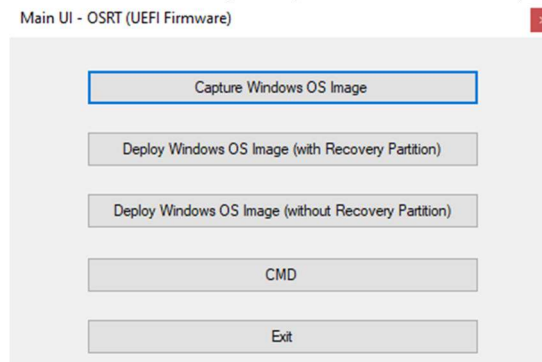 Main UI - OSRT (UEFI Firmware)
Capture Windows OS Image
Deploy Windows OS Image (with Recovery Partition)
Deploy Windows OS Image (without Recovery Partition)
CMD
Exit